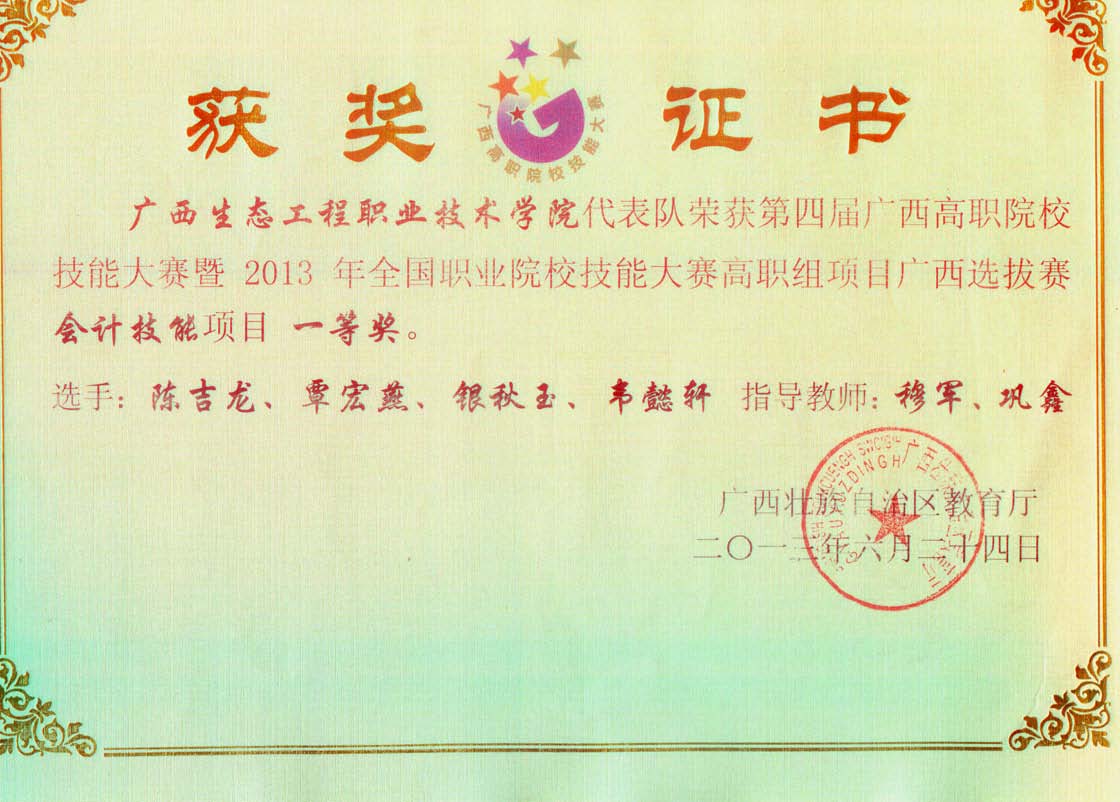 获奖证书
广西高职院校技能大赛
广西生态工程职业技术学院代表队荣获第四届广西高职院校
技能大赛暨 2013 年全国职业院校技能大赛高职组项目广西选拔赛
会计技能项目 一等奖。
选手：陈吉龙、覃宏燕、银秋玉、韦懿轩 指导教师：穆军、巩鑫
广西壮族自治区教育厅
二〇一三年六月二十四日